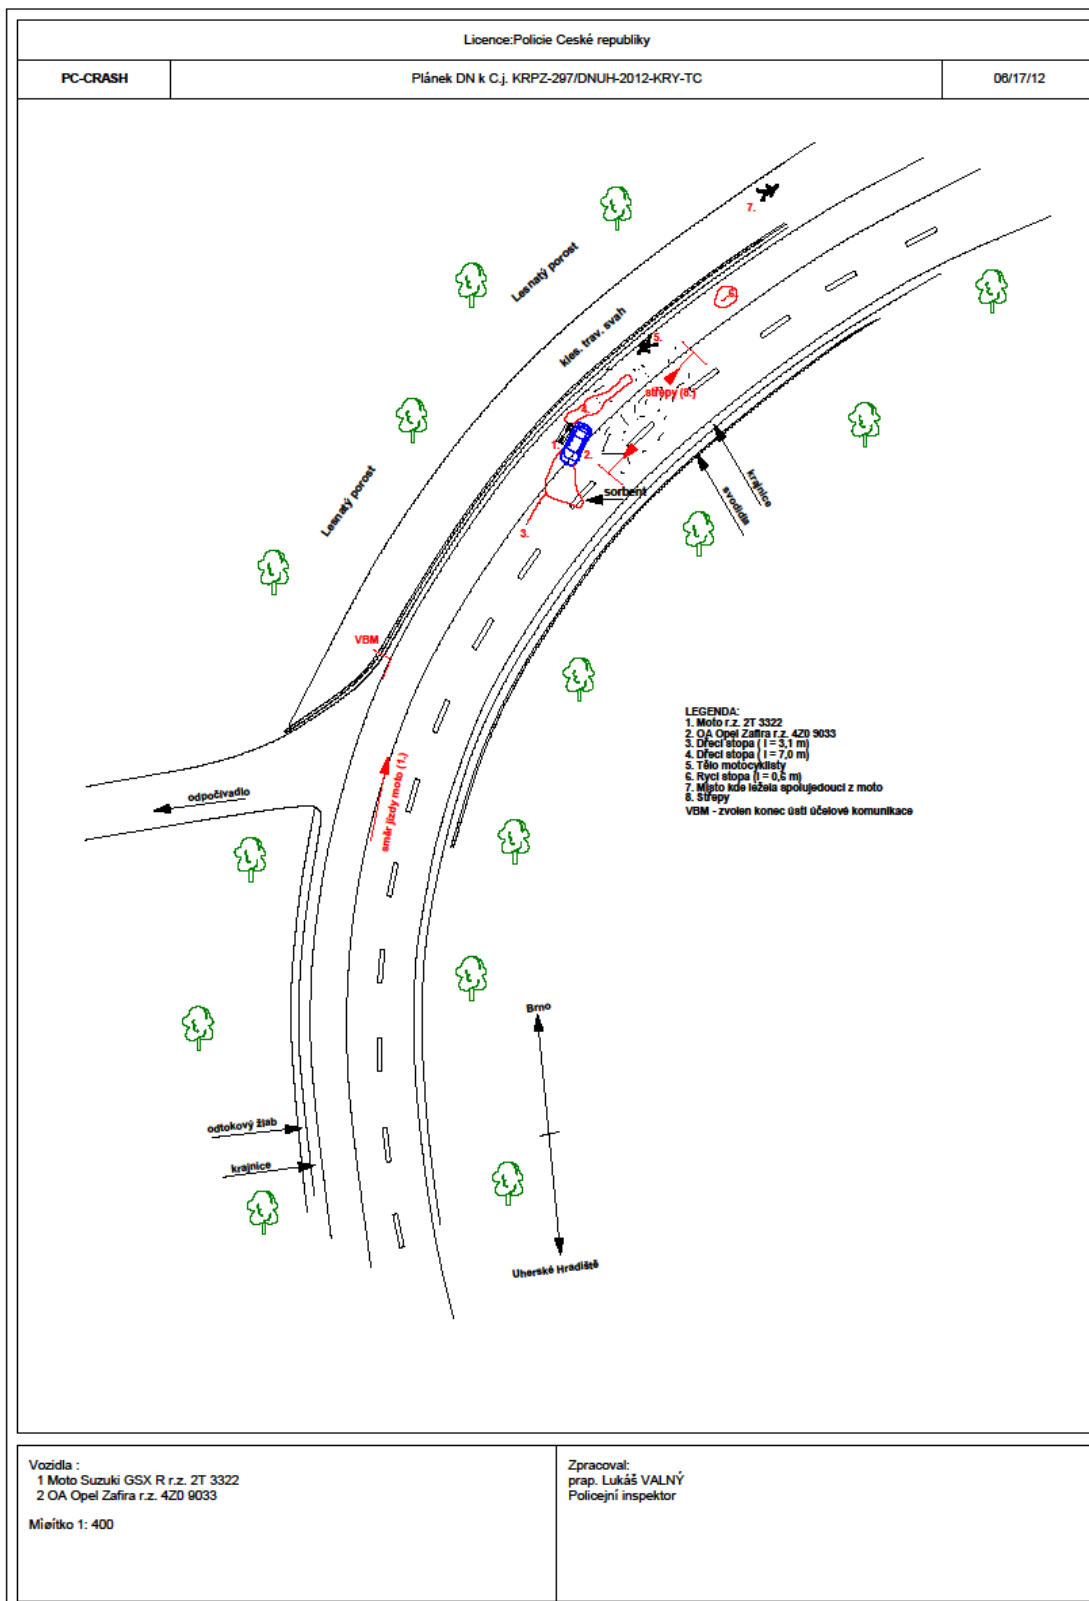 Licence:Policie České republiky
PC-CRASH
Plánek DN k C.j. KRPZ-297/DNUH-2012-KRY-TC
06/17/12
7.
Lesnatý porost
6.
kles. trav. svah
5.
střepy (8.)
4.
1.
2.
krajnice
svodidla
sorbent
Lesnatý porost
3.
VBM
LEGENDA:
1. Moto r.z. 2T 3322
2. OA Opel Zafira r.z. 4Z0 9033
3. Dřecí stopa ( l = 3,1 m)
4. Dřecí stopa ( l = 7,0 m)
5. Tělo motocyklisty
6. Rycí stopa (l = 0,6 m)
7. Místo kde ležela spolujedoucí z moto
8. Střepy
VBM - zvolen konec ústí účelové komunikace
směr jízdy moto (1.)
odpočívadlo
Brno
odtokový žlab
krajnice
Uherské Hradiště
Vozidla :
1 Moto Suzuki GSX R r.z. 2T 3322
2 OA Opel Zafira r.z. 4Z0 9033
Miøítko 1: 400
Zpracoval:
prap. Lukáš VALNÝ
Policejní inspektor